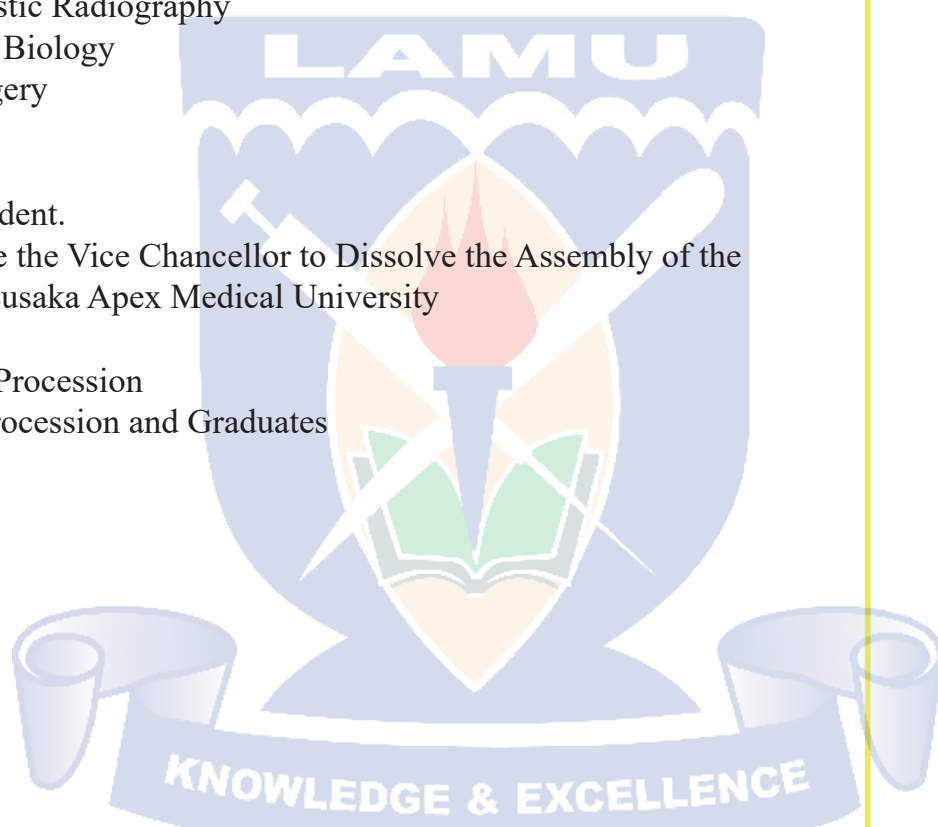 stic Radiography
LAMU
Biology
gery
dent.
e the Vice Chancellor to Dissolve the Assembly of the
usaka Apex Medical University
Procession
rocession and Graduates
KNOWLEDGE & EXCELLENCE